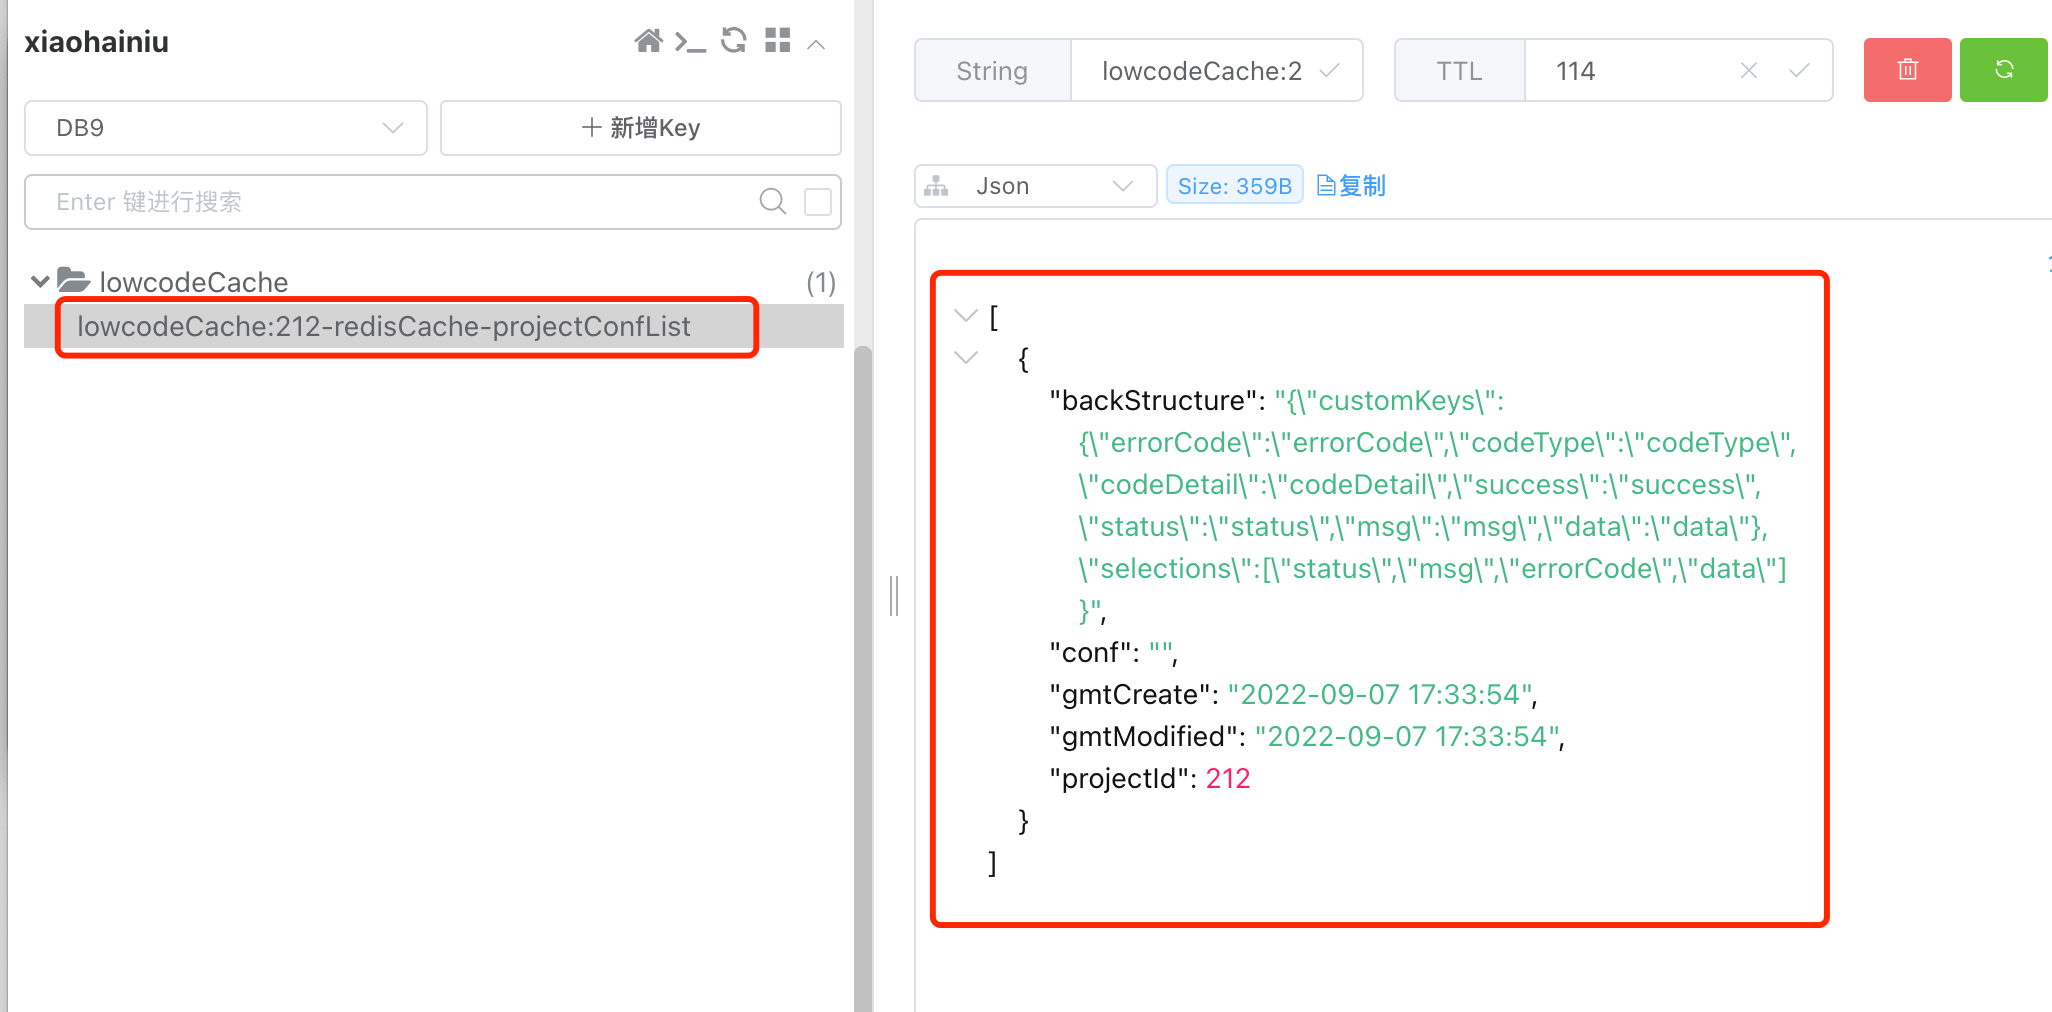 xiaohainiu
DB9
新增Key
Enter 键进行搜索
lowcodeCache
(1)
lowcodeCache:212-redisCache-projectConfList
String
lowcodeCache:2
TTL
114
Json
Size: 359B
复制
[
{
"backStructure": "{\"customKeys\":
{\"errorCode\":\"errorCode\",\"codeType\":\"codeType\",
\"codeDetail\":\"codeDetail\",\"success\":\"success\",
\"status\":\"status\",\"msg\":\"msg\",\"data\":\"data\"},
\"selections\":[\"status\",\"msg\",\"errorCode\",\"data\"]
}",
"conf": "",
"gmtCreate": "2022-09-07 17:33:54",
"gmtModified": "2022-09-07 17:33:54",
"projectId": 212
}
]